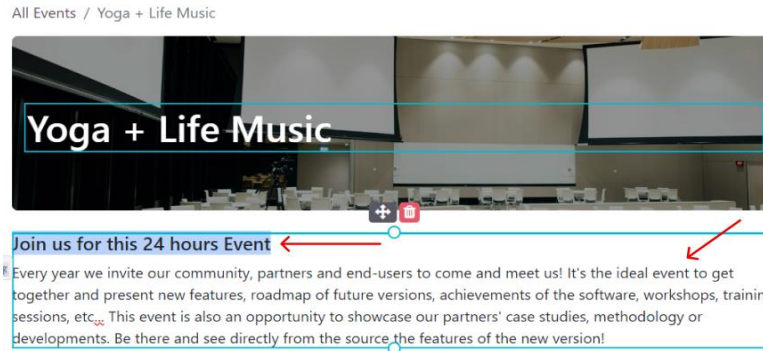 All Events / Yoga + Life Music
Yoga + Life Music
Join us for this 24 hours Event
Every year we invite our community, partners and end-users to come and meet us! It's the ideal event to get
together and present new features, roadmap of future versions, achievements of the software, workshops,
sessions, etc... This event is also an opportunity to showcase our partners' case studies, methodology or
developments. Be there and see directly from the source the features of the new version!